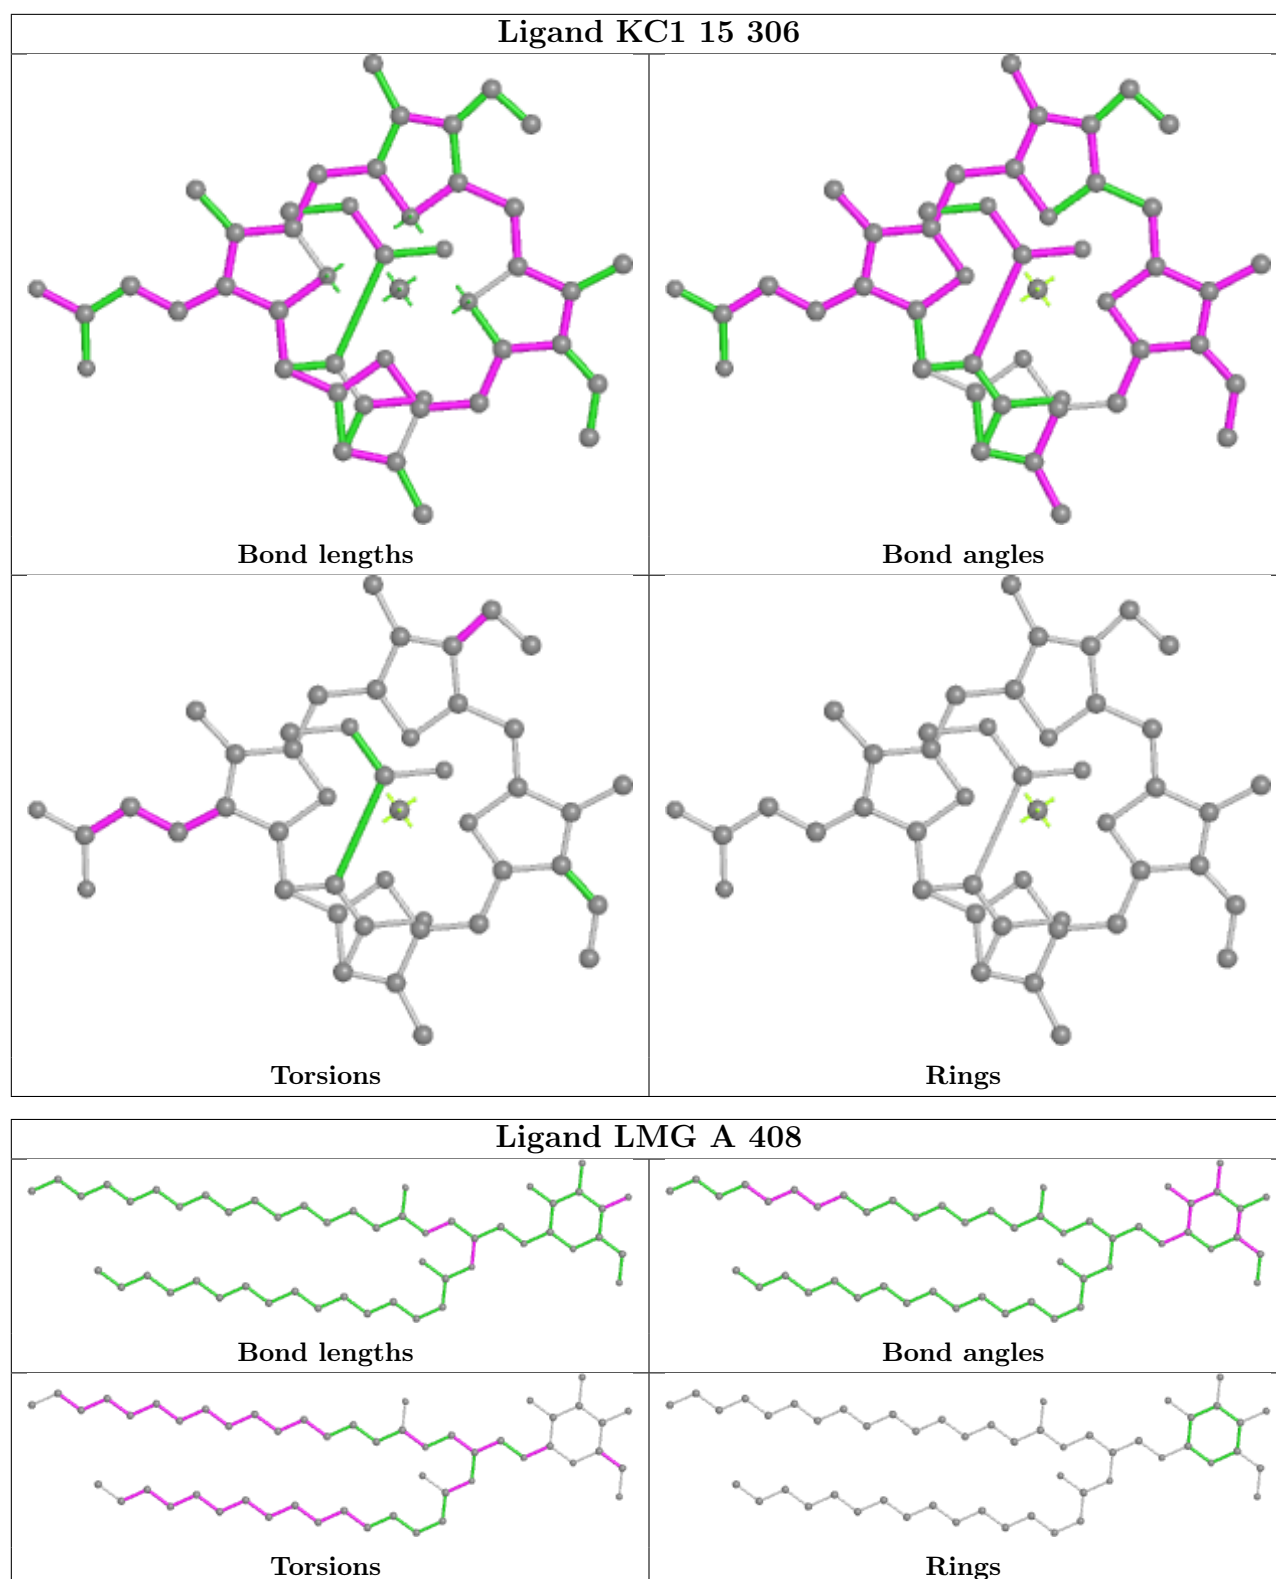 Ligand KC1 15 306
Bond lengths
Bond angles
Torsions
Rings
Ligand LMG A 408
Bond lengths
Bond angles
Torsions
Rings